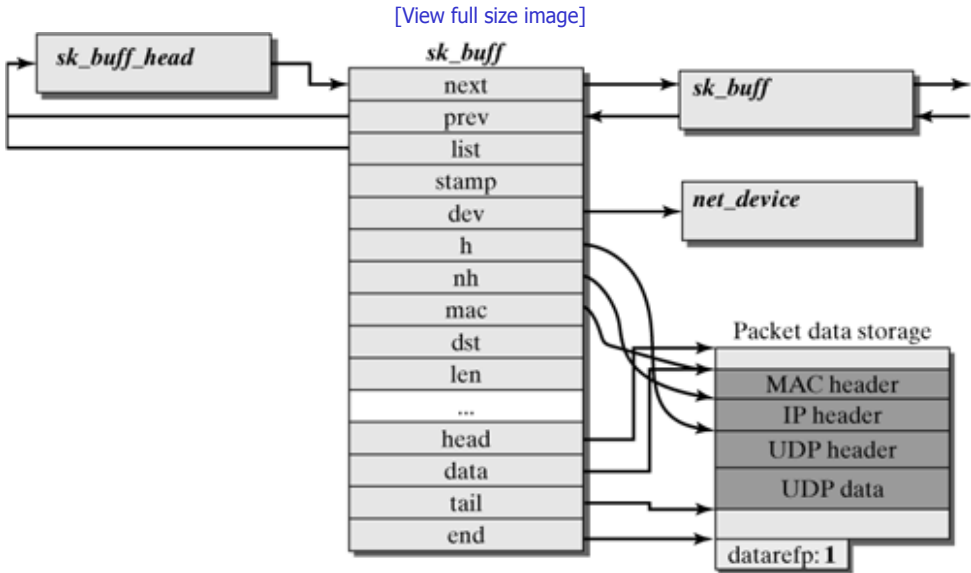 [View full size image]
sk_buff_head
sk_buff
next
prev
list
stamp
dev
h
nh
mac
dst
len
...
head
data
tail
end
sk_buff
net_device
Packet data storage
MAC header
IP header
UDP header
UDP data
datarefp: 1